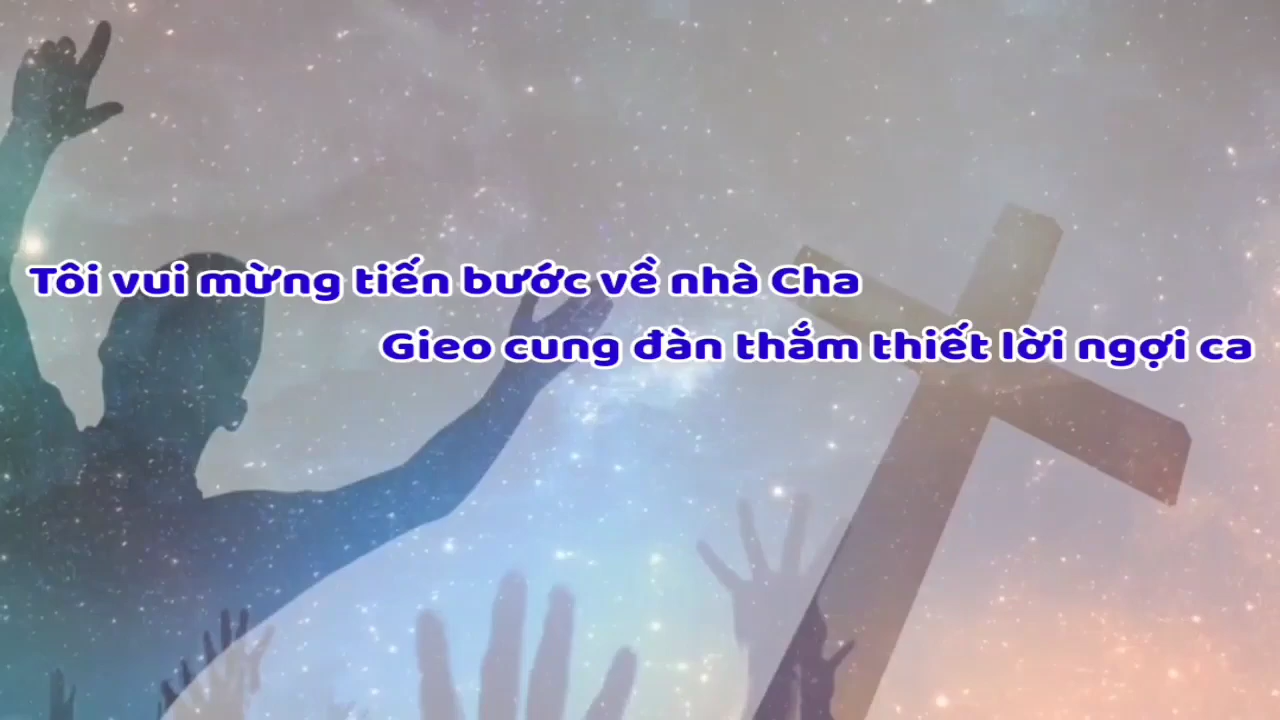 Tôi vui mừng tiến bước về nhà Cha
Gieo cung đàn thắm thiết lời ngợi ca